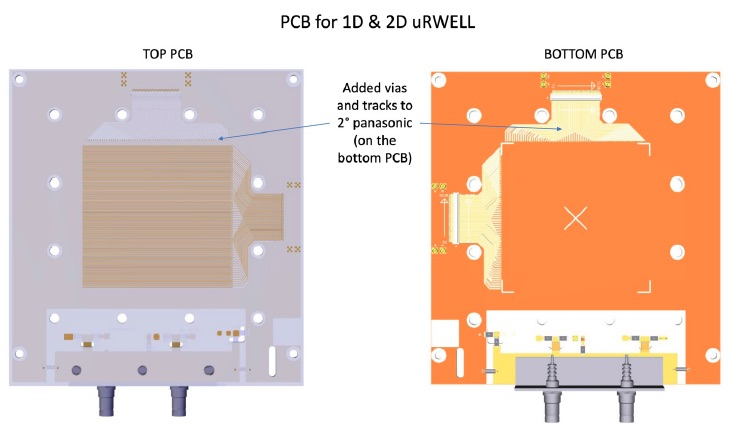 PCB for 1D & 2D uRWELL
TOP PCB
BOTTOM PCB
Added vias
and tracks to
2° panasonic
(on the
bottom PCB)